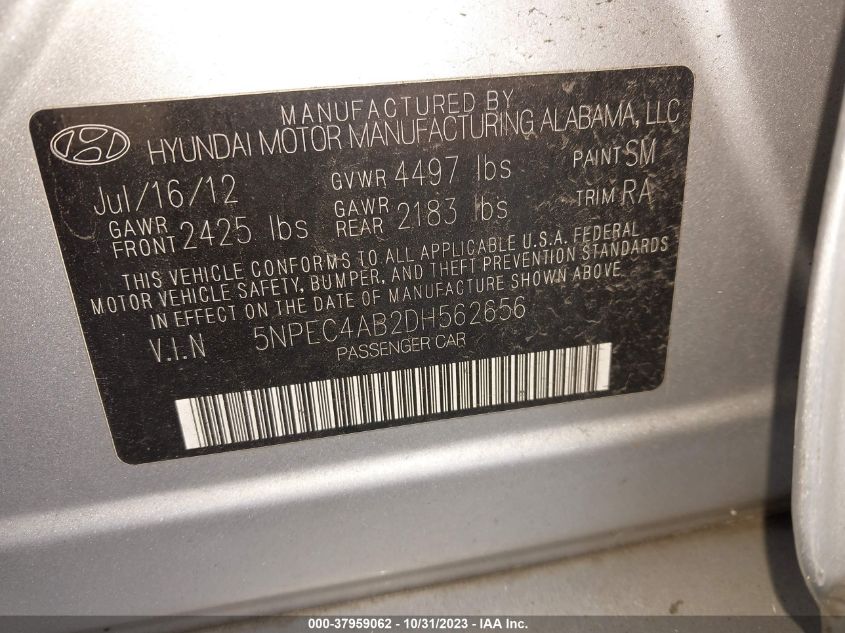 MANUFACTURED BY
HYUNDAI MOTOR MANUFACTURING ALABAMA, LLC
Jul/16/12 GVWR 4497 lbs PAINT SM
GAWR FRONT 2425 lbs GAWR REAR 2183 lbs TRIM RA
THIS VEHICLE CONFORMS TO ALL APPLICABLE U.S.A. FEDERAL
MOTOR VEHICLE SAFETY, BUMPER, AND THEFT PREVENTION STANDARDS
IN EFFECT ON THE DATE OF MANUFACTURE SHOWN ABOVE.
V.I.N 5NPEC4AB2DH562656
PASSENGER CAR
000-37959062 - 10/31/2023 - IAA Inc.